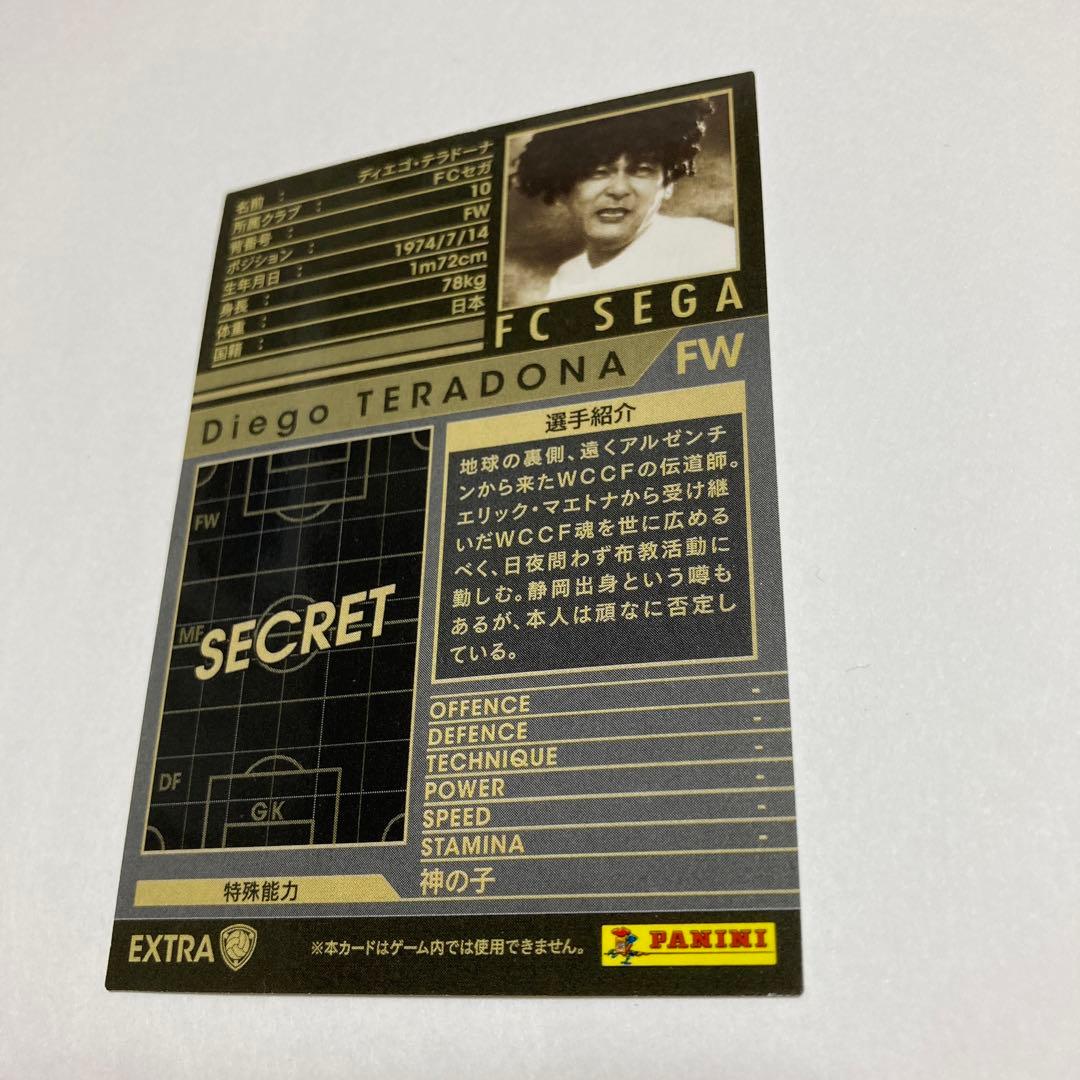 名前 : ディエゴ・テラドーナ
所属クラブ : FCセガ
背番号 : 10
ポジション : FW
生年月日 : 1974/7/14
身長 : 1m72cm
体重 : 78kg
国籍 : 日本
FC SEGA
Diego TERADONA FW
選手紹介
地球の裏側、遠くアルゼンチ
ンから来たWCCFの伝道師。
エリック・マエトナから受け継
いだWCCF魂を世に広める
べく、日夜問わず布教活動に
勤しむ。静岡出身という噂も
あるが、本人は頑なに否定し
ている。
FW
MF
SECRET
DF
GK
OFFENCE -
DEFENCE -
TECHNIQUE -
POWER -
SPEED -
STAMINA -
特殊能力 神の子
EXTRA
※本カードはゲーム内では使用できません。
PANINI